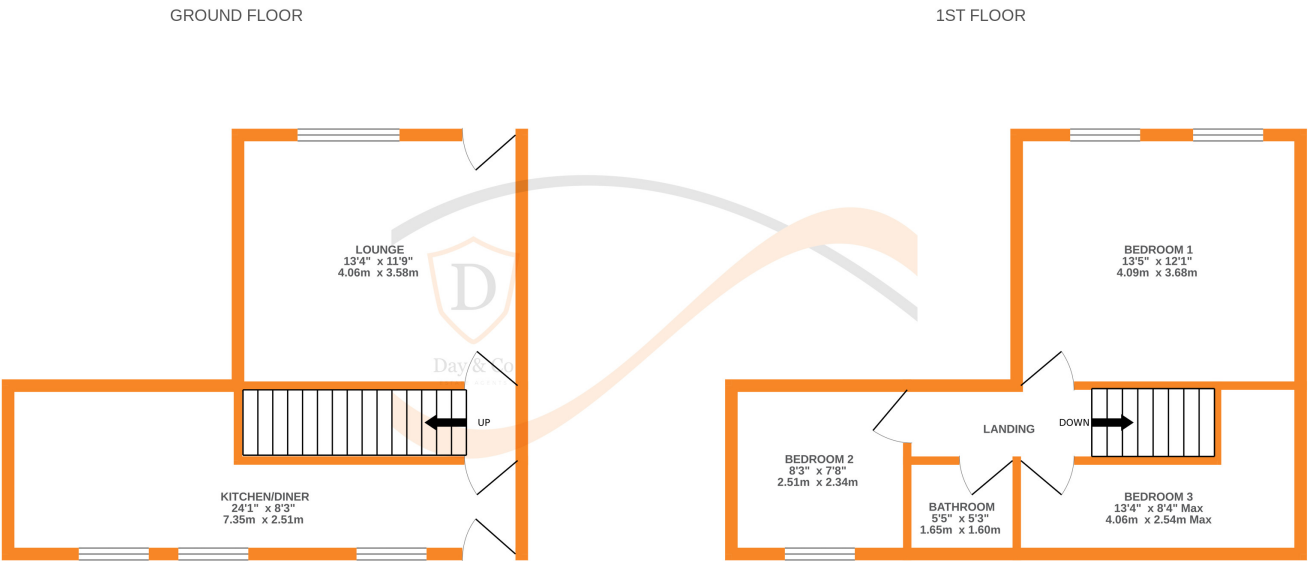 GROUND FLOOR
1ST FLOOR
LOUNGE
13'4" x 11'9"
4.06m x 3.58m
D
Day & Co
UP
KITCHEN/DINER
24'1" x 8'3"
7.35m x 2.51m
BEDROOM 1
13'5" x 12'1"
4.09m x 3.68m
LANDING
DOWN
BEDROOM 2
8'3" x 7'8"
2.51m x 2.34m
BATHROOM
5'5" x 5'3"
1.65m x 1.60m
BEDROOM 3
13'4" x 8'4" Max
4.06m x 2.54m Max